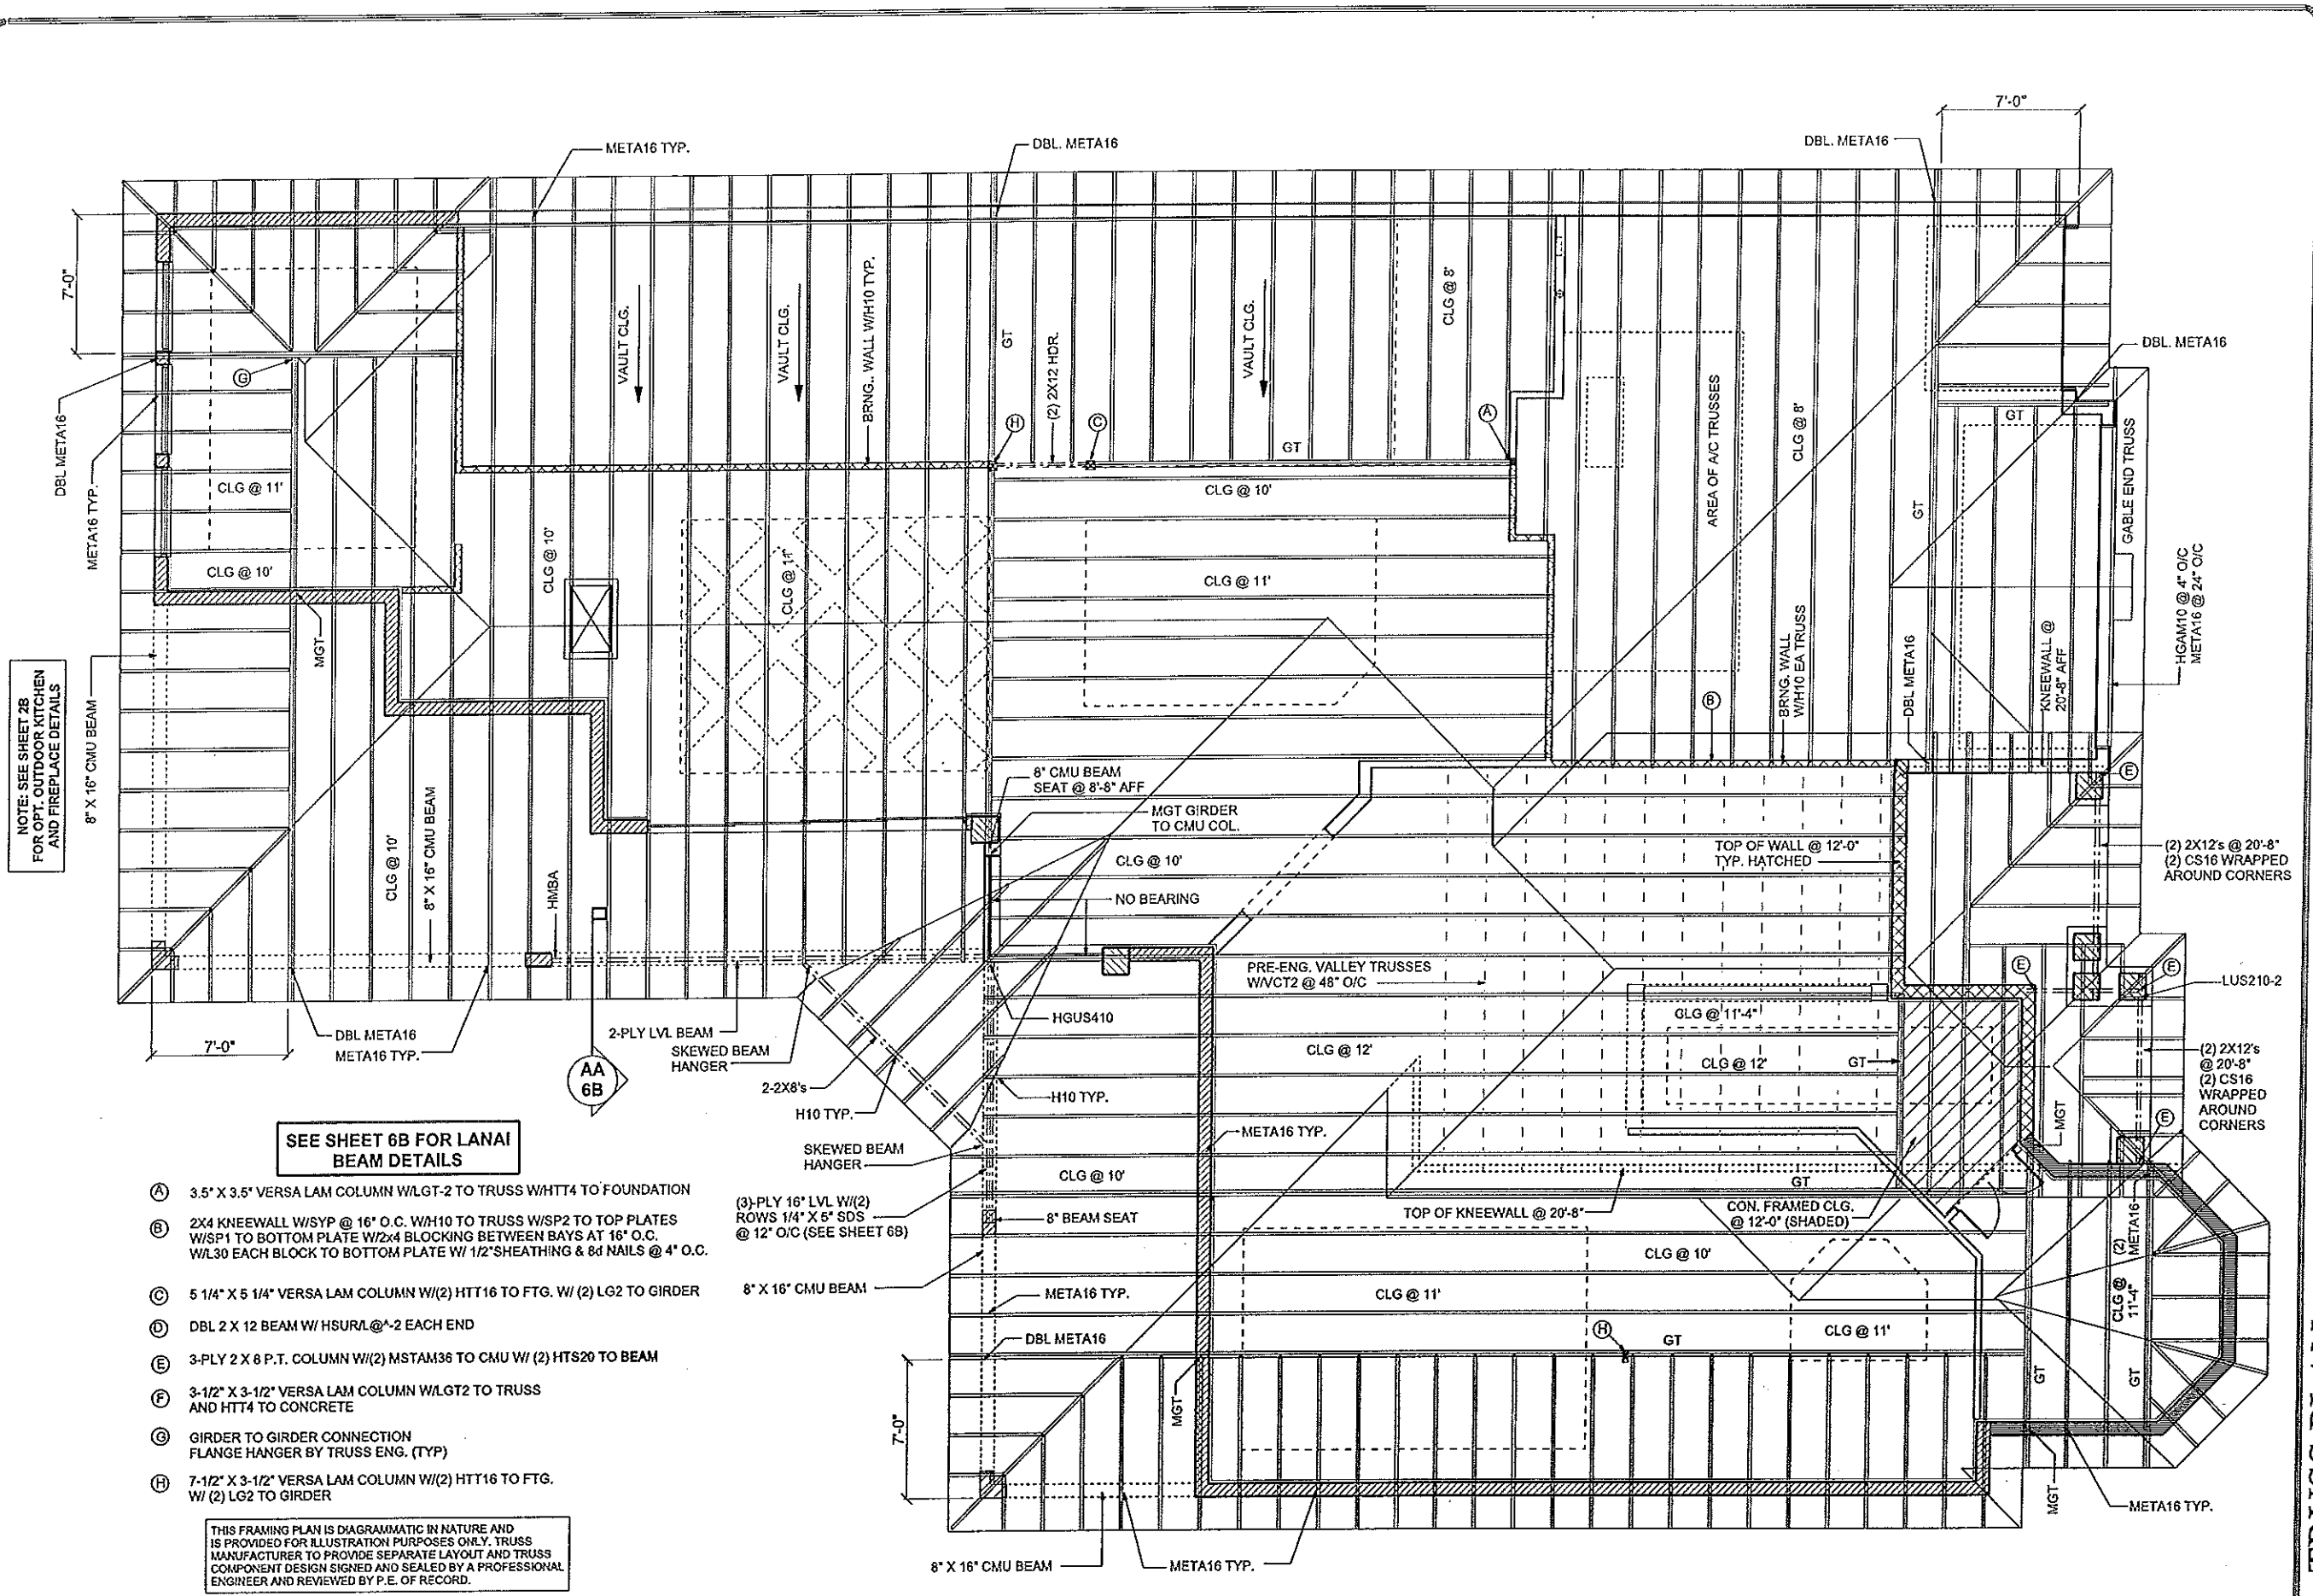 7'-0"
META16 TYP.
DBL. META16
DBL. META16
7'-0"
DBL META16
META16 TYP.
G
CLG @ 11'
CLG @ 10'
VAULT CLG.
VAULT CLG.
BRNG.. WALL W/H10 TYP.
GT
(2) 2X12 HDR.
H
C
VAULT CLG.
CLG @ 8'
GT
A
CLG @ 10'
CLG @ 11'
AREA OF A/C TRUSSES
CLG @ 8'
GT
GT
DBL. META16
GABLE END TRUSS
HGAM10 @ 4" O/C
META16 @ 24" O/C
KNEEWALL @
20'-8" AFF
DBL META16
BRNG. WALL
W/H10 EA TRUSS
B
CLG @ 10'
CLG @ 11'
MGT
NOTE: SEE SHEET 2B
FOR OPT. OUTDOOR KITCHEN
AND FIREPLACE DETAILS
8" X 16" CMU BEAM
CLG @ 10'
8" X 16" CMU BEAM
HMBA
8" CMU BEAM
SEAT @ 8'-8" AFF
MGT GIRDER
TO CMU COL.
CLG @ 10'
NO BEARING
TOP OF WALL @ 12'-0"
TYP. HATCHED
E
(2) 2X12's @ 20'-8"
(2) CS16 WRAPPED
AROUND CORNERS
PRE-ENG. VALLEY TRUSSES
W/VCT2 @ 48" O/C
E
E
LUS210-2
7'-0"
DBL META16
META16 TYP.
AA
6B
2-PLY LVL BEAM
SKEWED BEAM
HANGER
2-2X8's
H10 TYP.
HGUS410
H10 TYP.
CLG @ 12'
CLG @ 11'-4"
CLG @ 12'
GT
MGT
(2) 2X12's
@ 20'-8"
(2) CS16
WRAPPED
AROUND
CORNERS
E
SKEWED BEAM
HANGER
META16 TYP.
CLG @ 10'
(3)-PLY 16" LVL W/(2)
ROWS 1/4" X 5" SDS
@ 12" O/C (SEE SHEET 6B)
8" BEAM SEAT
GT
TOP OF KNEEWALL @ 20'-8"
CON. FRAMED CLG.
@ 12'-0" (SHADED)
CLG @ 10'
(2)
META16
8" X 16" CMU BEAM
META16 TYP.
CLG @ 11'
CLG @
11'-4"
DBL META16
H
GT
CLG @ 11'
GT
GT
7'-0"
MGT
MGT
META16 TYP.
8" X 16" CMU BEAM
META16 TYP.
SEE SHEET 6B FOR LANAI
BEAM DETAILS
A 3.5" X 3.5" VERSA LAM COLUMN W/LGT-2 TO TRUSS W/HTT4 TO FOUNDATION
B 2X4 KNEEWALL W/SYP @ 16" O.C. W/H10 TO TRUSS W/SP2 TO TOP PLATES
W/SP1 TO BOTTOM PLATE W/2x4 BLOCKING BETWEEN BAYS AT 16" O.C.
W/L30 EACH BLOCK TO BOTTOM PLATE W/ 1/2"SHEATHING & 8d NAILS @ 4" O.C.
C 5 1/4" X 5 1/4" VERSA LAM COLUMN W/(2) HTT16 TO FTG. W/ (2) LG2 TO GIRDER
D DBL 2 X 12 BEAM W/ HSUR/L@^-2 EACH END
E 3-PLY 2 X 8 P.T. COLUMN W/(2) MSTAM36 TO CMU W/ (2) HTS20 TO BEAM
F 3-1/2" X 3-1/2" VERSA LAM COLUMN W/LGT2 TO TRUSS
AND HTT4 TO CONCRETE
G GIRDER TO GIRDER CONNECTION
FLANGE HANGER BY TRUSS ENG. (TYP)
H 7-1/2" X 3-1/2" VERSA LAM COLUMN W/(2) HTT16 TO FTG.
W/ (2) LG2 TO GIRDER
THIS FRAMING PLAN IS DIAGRAMMATIC IN NATURE AND
IS PROVIDED FOR ILLUSTRATION PURPOSES ONLY. TRUSS
MANUFACTURER TO PROVIDE SEPARATE LAYOUT AND TRUSS
COMPONENT DESIGN SIGNED AND SEALED BY A PROFESSIONAL
ENGINEER AND REVIEWED BY P.E. OF RECORD.